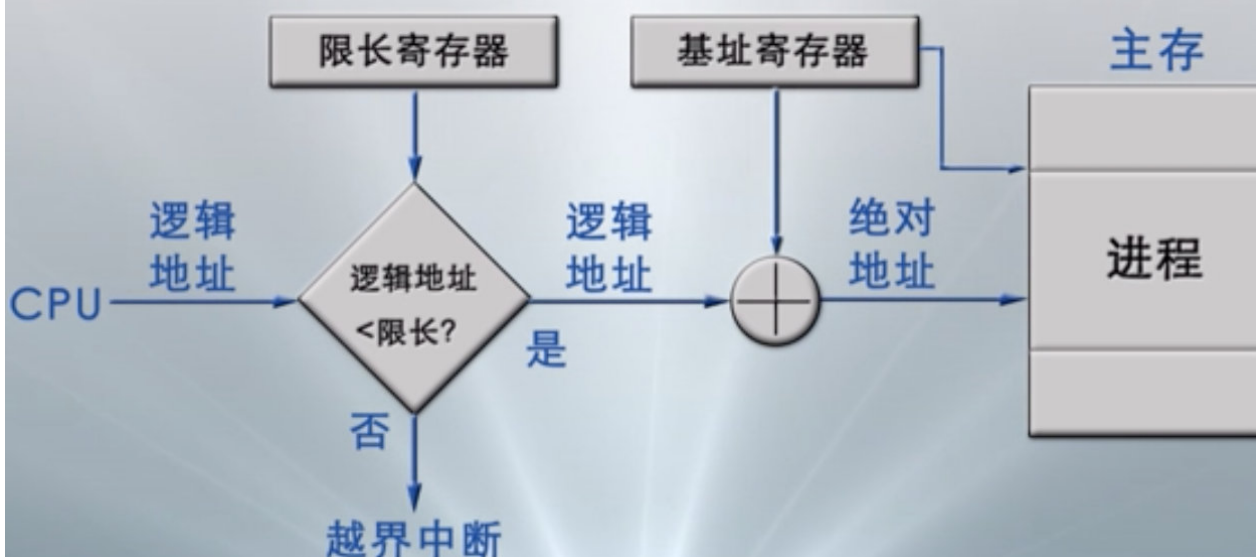 限长寄存器
基址寄存器
主存
逻辑
地址
逻辑
地址
绝对
地址
CPU
逻辑地址
<限长?
进程
是
否
越界中断